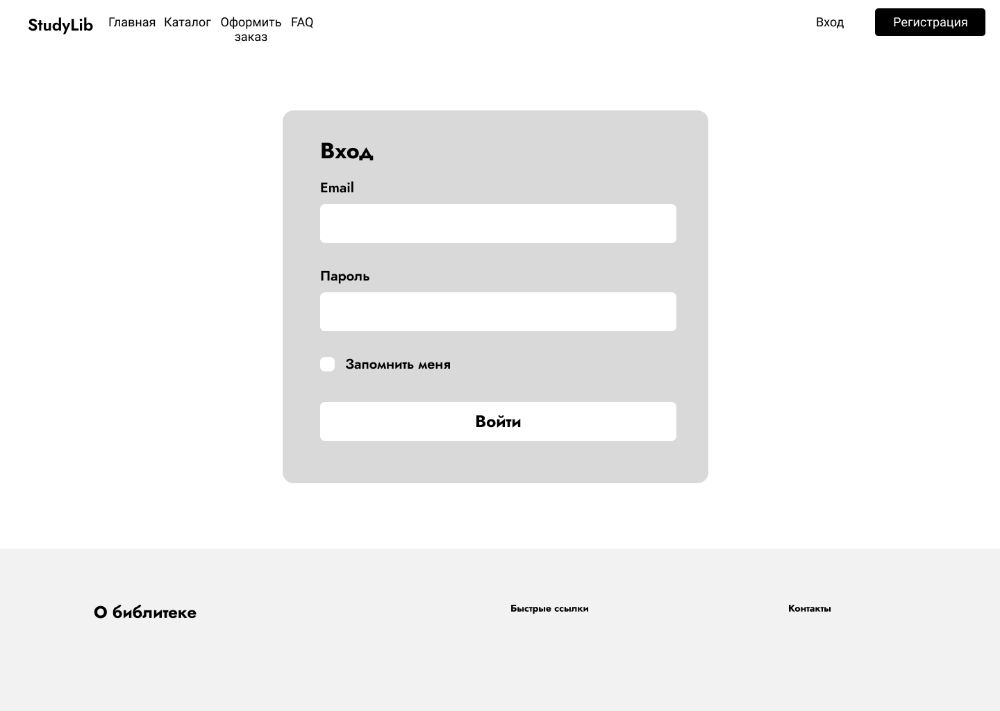 StudyLib
Главная
Каталог
Оформить
заказ
FAQ
Вход
Регистрация
Вход
Email
Пароль
Запомнить меня
Войти
О библитеке
Быстрые ссылки
Контакты